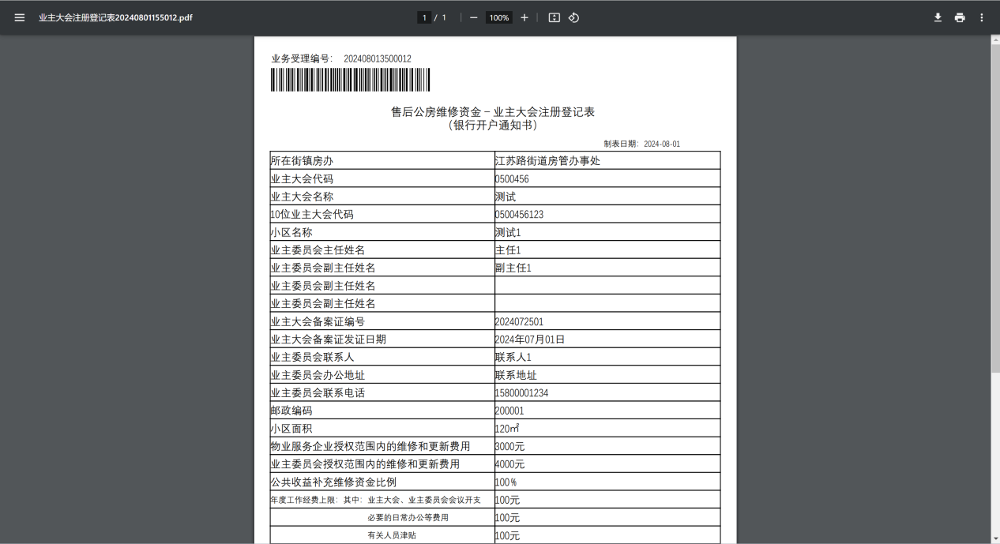 业主大会注册登记表20240801155012.pdf
1 / 1
100%
业务受理编号： 202408013500012
售后公房维修资金－业主大会注册登记表
（银行开户通知书）
制表日期： 2024-08-01
所在街镇房办 江苏路街道房管办事处
业主大会代码 0500456
业主大会名称 测试
10位业主大会代码 0500456123
小区名称 测试1
业主委员会主任姓名 主任1
业主委员会副主任姓名 副主任1
业主委员会副主任姓名
业主委员会副主任姓名
业主大会备案证编号 2024072501
业主大会备案证发证日期 2024年07月01日
业主委员会联系人 联系人1
业主委员会办公地址 联系地址
业主委员会联系电话 15800001234
邮政编码 200001
小区面积 120㎡
物业服务企业授权范围内的维修和更新费用 3000元
业主委员会授权范围内的维修和更新费用 4000元
公共收益补充维修资金比例 100%
年度工作经费上限：其中：业主大会、业主委员会会议开支 100元
必要的日常办公等费用 100元
有关人员津贴 100元